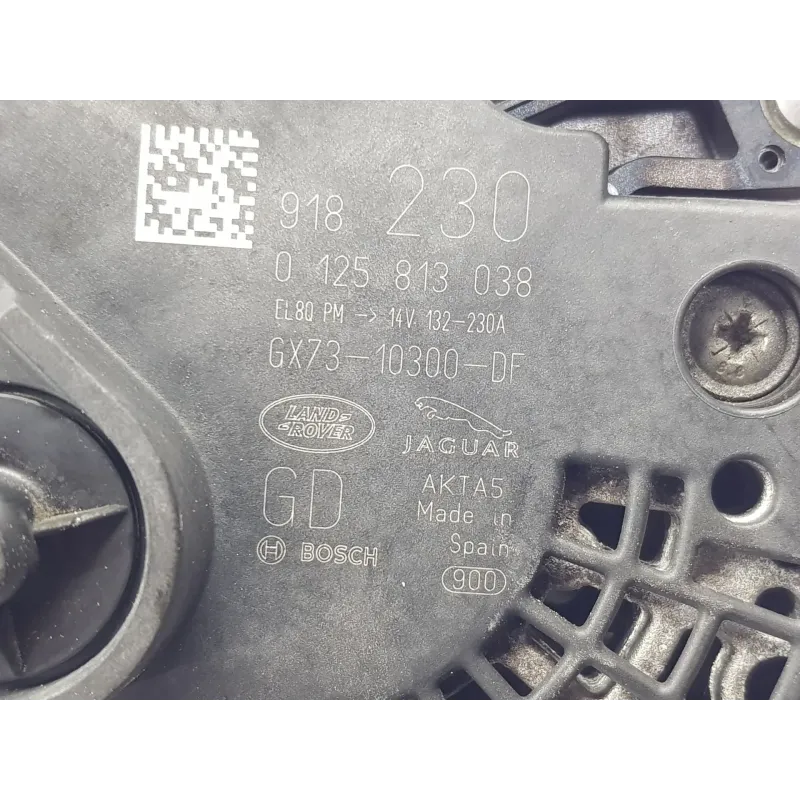 918 230
0 125 813 038
EL8Q PM -> 14V 132-230A
GX73-10300-DF
LAND-
-ROVER
JAGUAR
GD
AKTA5
Made in
Spain
BOSCH
900